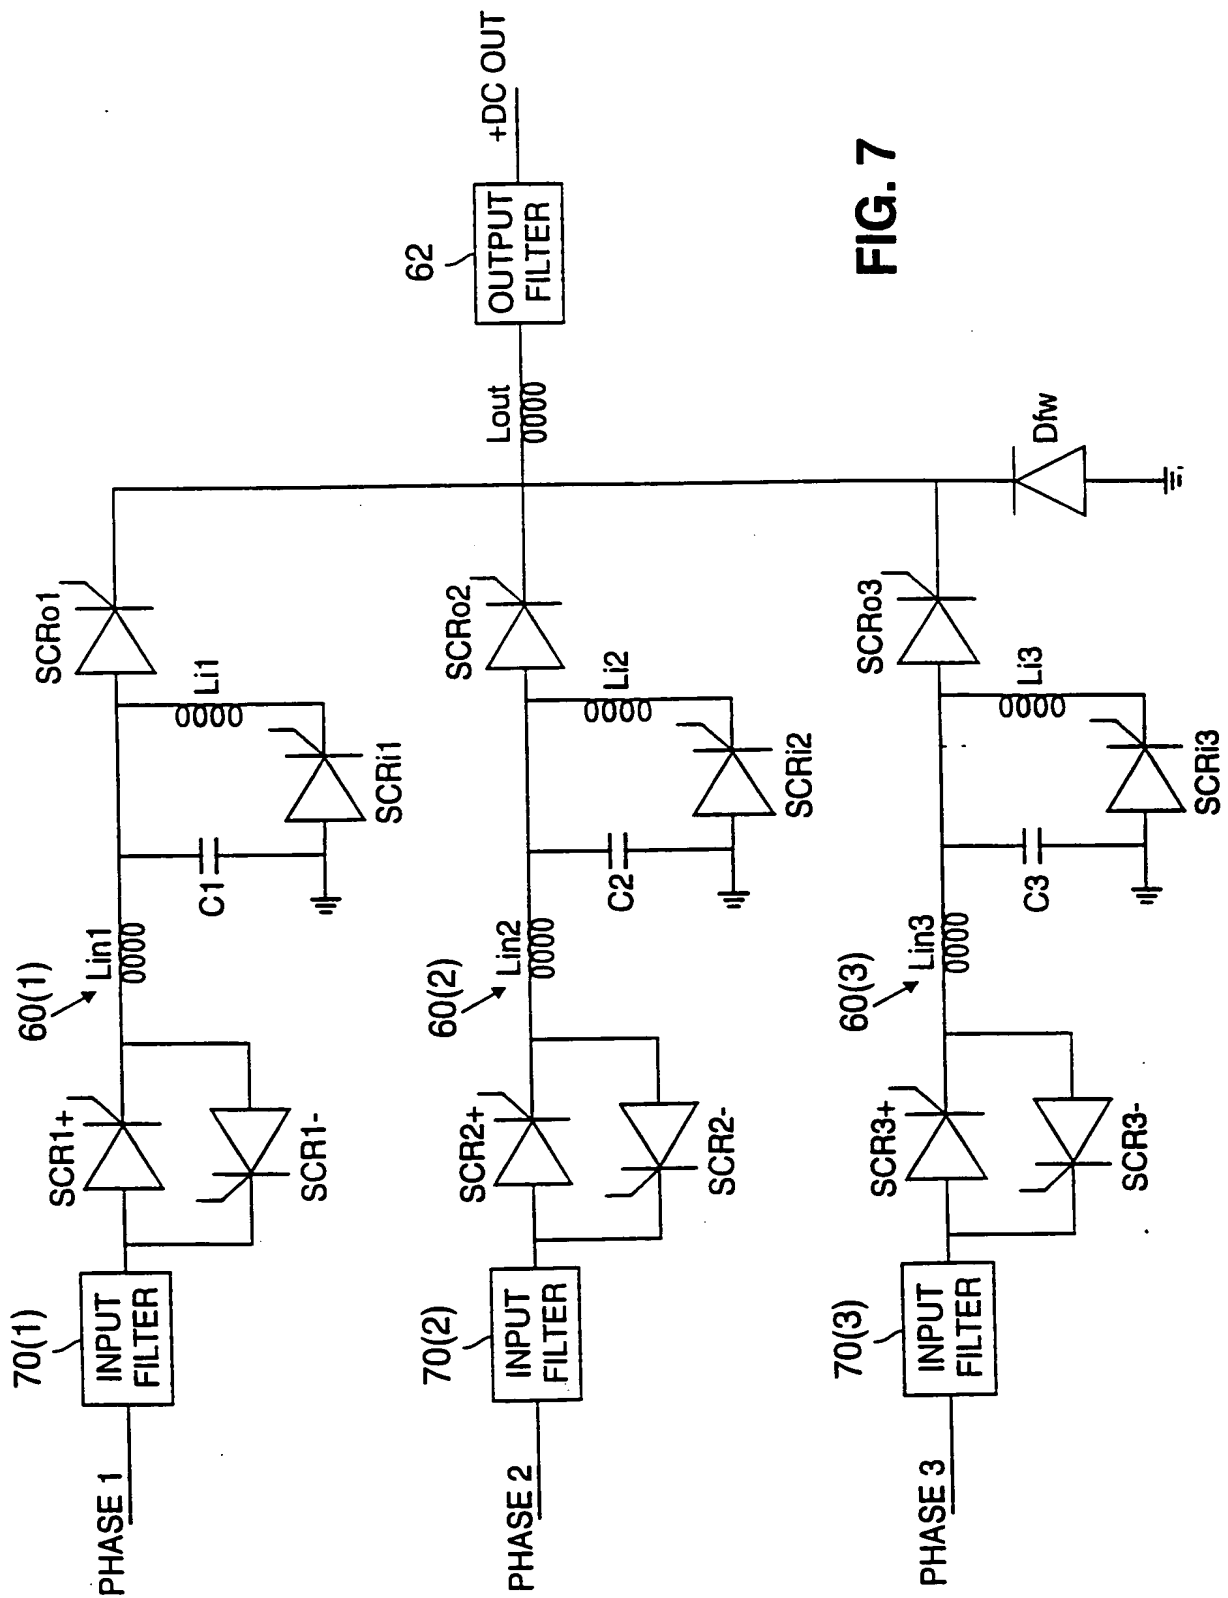 PHASE 1
70(1)
INPUT
FILTER
SCR1+
SCR1-
60(1)
Lin1
C1
SCRi1
Li1
SCRo1
PHASE 2
70(2)
INPUT
FILTER
SCR2+
SCR2-
60(2)
Lin2
C2
SCRi2
Li2
SCRo2
Lout
62
OUTPUT
FILTER
+DC OUT
PHASE 3
70(3)
INPUT
FILTER
SCR3+
SCR3-
60(3)
Lin3
C3
SCRi3
Li3
SCRo3
Dfw
FIG. 7